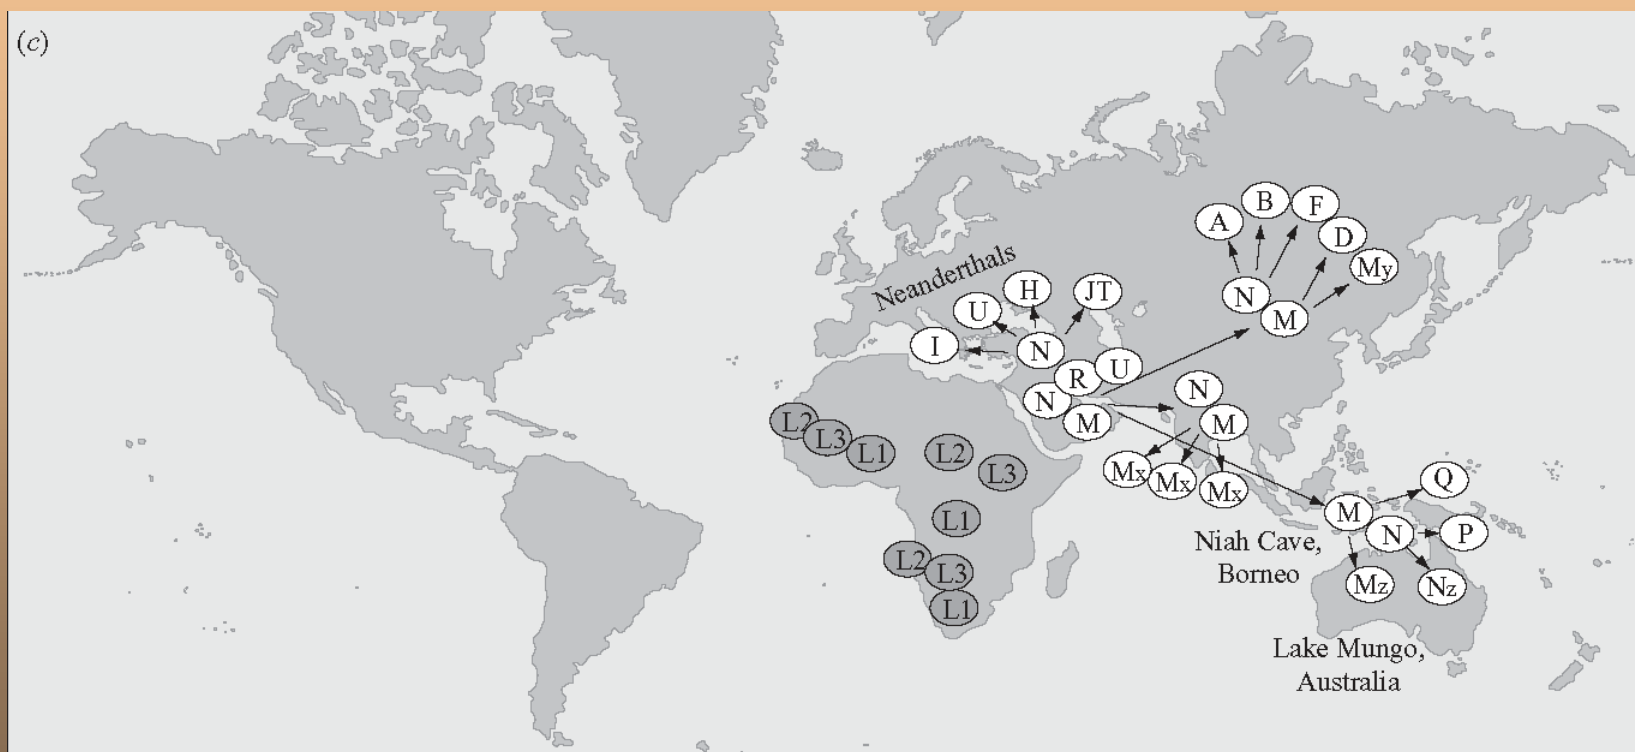 (c)
A
B
F
D
My
N
M
Neanderthals
H
JT
U
I
N
R
U
N
M
N
M
Mx
Mx
Mx
L2
L3
L1
L2
L3
L1
L2
L3
L1
Q
M
N
P
Mz
Nz
Niah Cave,
Borneo
Lake Mungo,
Australia